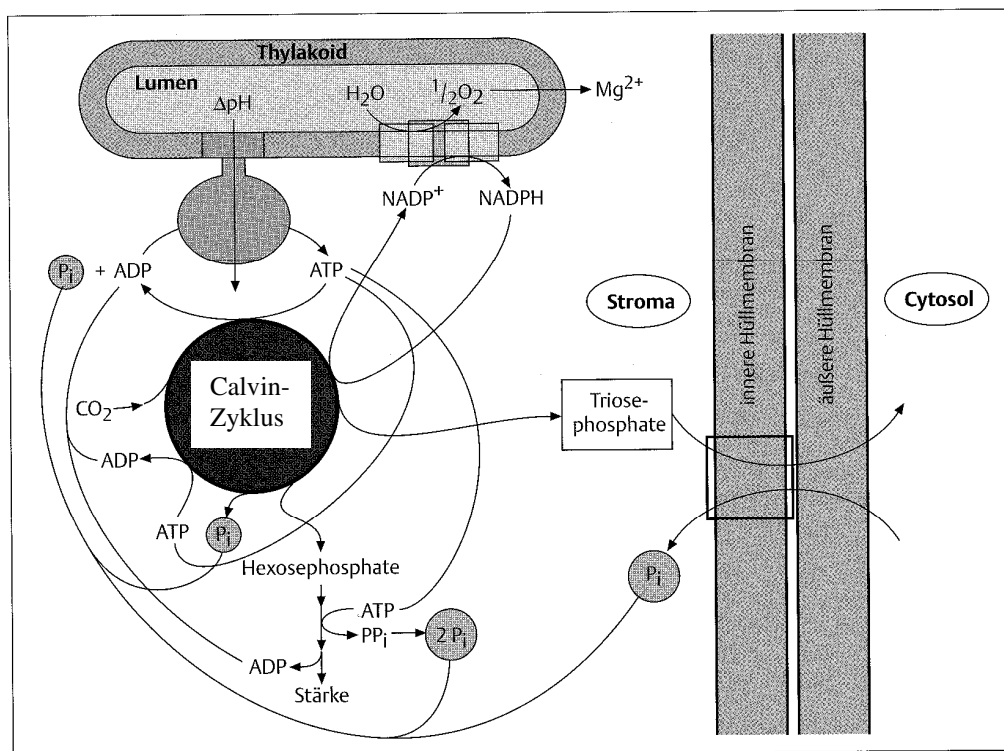 Thylakoid
Lumen
ΔpH
H₂O
¹/₂O₂
Mg²⁺
NADP⁺
NADPH
Pᵢ + ADP
ATP
Stroma
innere Hüllmembran
äußere Hüllmembran
Cytosol
Calvin-
Zyklus
CO₂
Triose-
phosphate
ADP
ATP
Pᵢ
Hexosephosphate
Pᵢ
ATP
PPᵢ
2 Pᵢ
ADP
Stärke